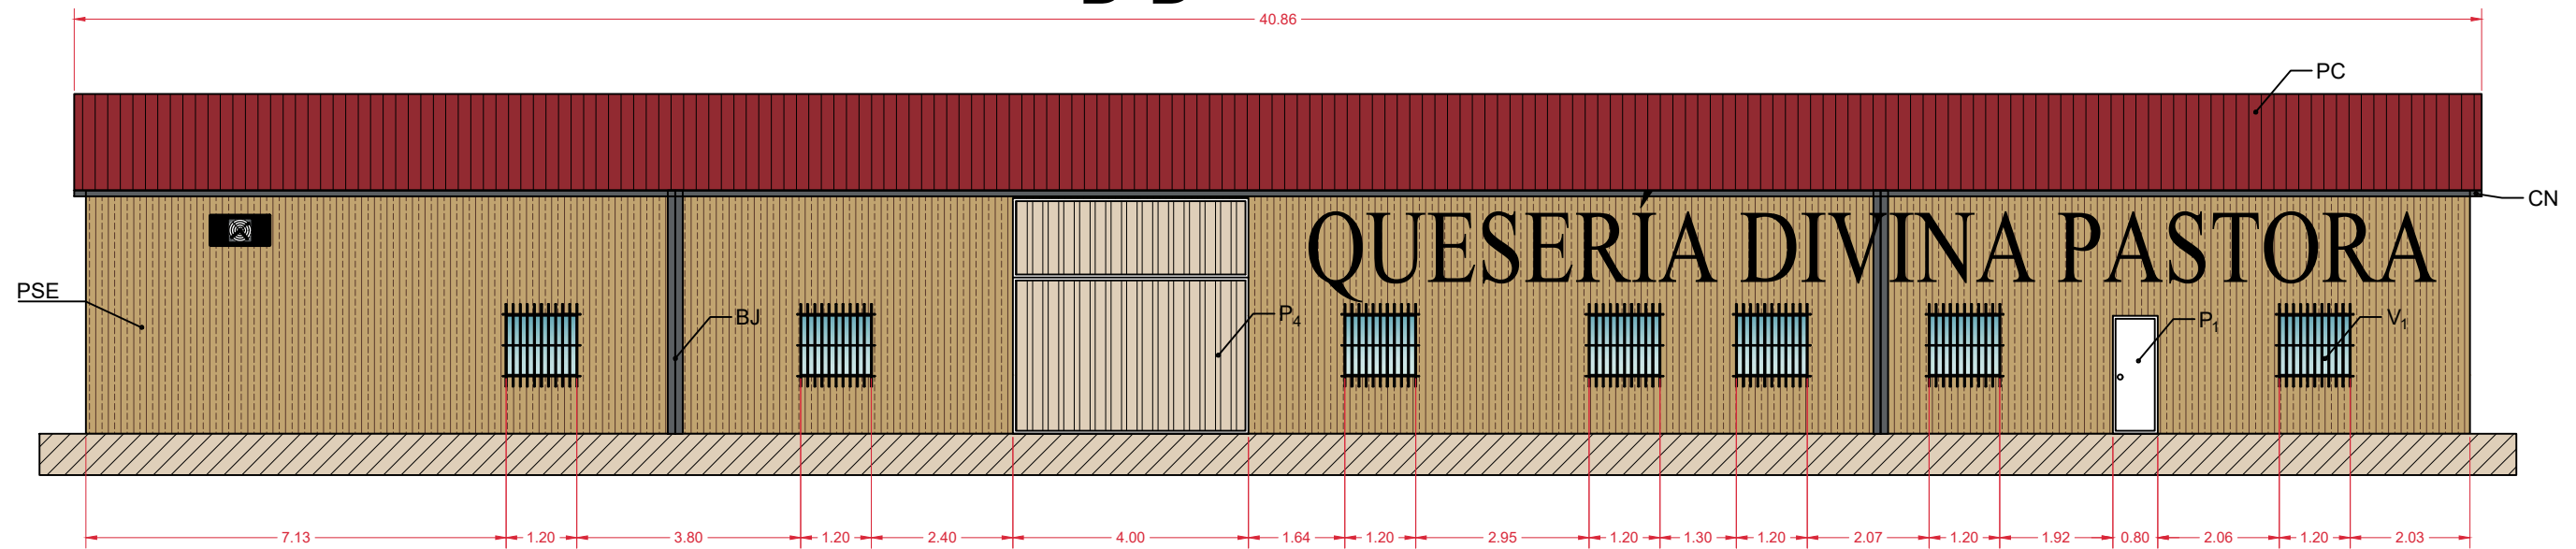 40.86
PC
CN
QUESERÍA DIVINA PASTORA
PSE
BJ
P4
P1
V1
7.13 1.20 3.80 1.20 2.40 4.00 1.64 1.20 2.95 1.20 1.30 1.20 2.07 1.20 1.92 0.80 2.06 1.20 2.03